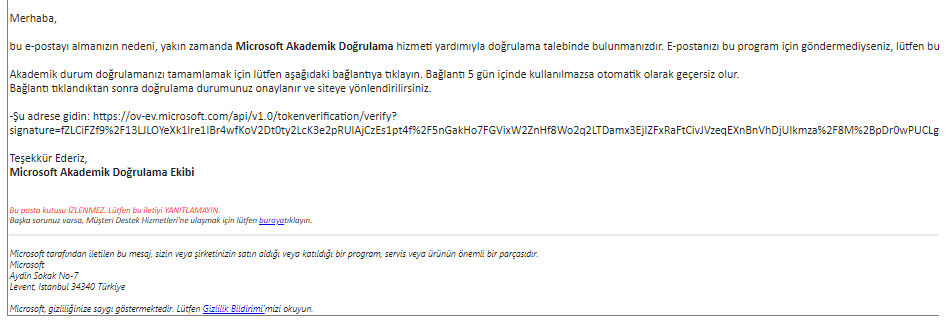 Merhaba,
bu e-postayı almanızın nedeni, yakın zamanda Microsoft Akademik Doğrulama hizmeti yardımıyla doğrulama talebinde bulunmanızdır. E-postanızı bu program için göndermediyseniz, lütfen bu
Akademik durum doğrulamanızı tamamlamak için lütfen aşağıdaki bağlantıya tıklayın. Bağlantı 5 gün içinde kullanılmazsa otomatik olarak geçersiz olur.
Bağlantı tıklandıktan sonra doğrulama durumunuz onaylanır ve siteye yönlendirilirsiniz.
-Şu adrese gidin: https://ov-ev.microsoft.com/api/v1.0/tokenverification/verify?
signature=fZLCiFZf9%2F13LJLOYeXk1Ire1IBr4wfKoV2Dt0ty2LcK3e2pRUIAjCzEs1pt4f%2F5nGakHo7FGVixW2ZnHf8Wo2q2LTDamx3EjlZFxRaFtCivJVzeqEXnBnVhDjUIkmza%2F8M%2BpDr0wPUCLg
Teşekkür Ederiz,
Microsoft Akademik Doğrulama Ekibi
Bu posta kutusu İZLENMEZ. Lütfen bu iletiyi YANITLAMAYIN.
Başka sorunuz varsa, Müşteri Destek Hizmetleri'ne ulaşmak için lütfen burayatıklayın.
Microsoft tarafından iletilen bu mesaj, sizin veya şirketinizin satın aldığı veya katıldığı bir program, servis veya ürünün önemli bir parçasıdır.
Microsoft
Aydin Sokak No-7
Levent, Istanbul 34340 Türkiye
Microsoft, gizliliğinize saygı göstermektedir. Lütfen Gizlilik Bildirimi'mizi okuyun.